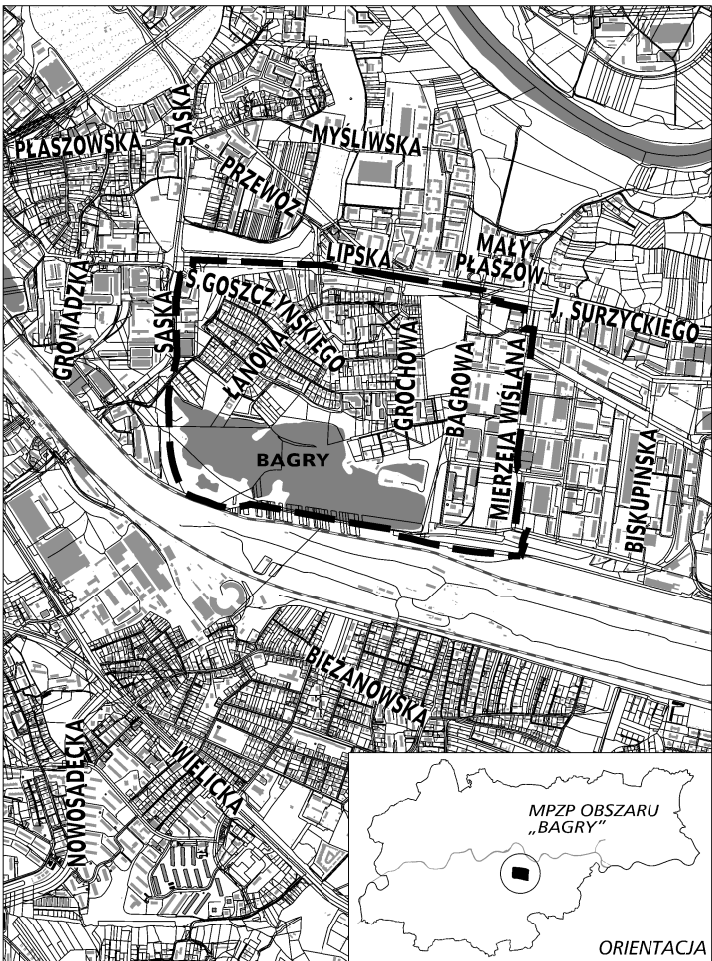 PŁASZOWSKA
SASKA
MYŚLIWSKA
PRZEWÓZ
LIPSKA
MAŁY
PŁASZÓW
GROMADZKA
SASKA
S.GOSZCZYŃSKIEGO
J. SURZYCKIEGO
ŁANOWA
GROCHOWA
BAGROWA
MIERZEJA WIŚLANA
BAGRY
BISKUPIŃSKA
BIEŻANOWSKA
NOWOSĄDECKA
WIELICKA
MPZP OBSZARU
„BAGRY”
ORIENTACJA